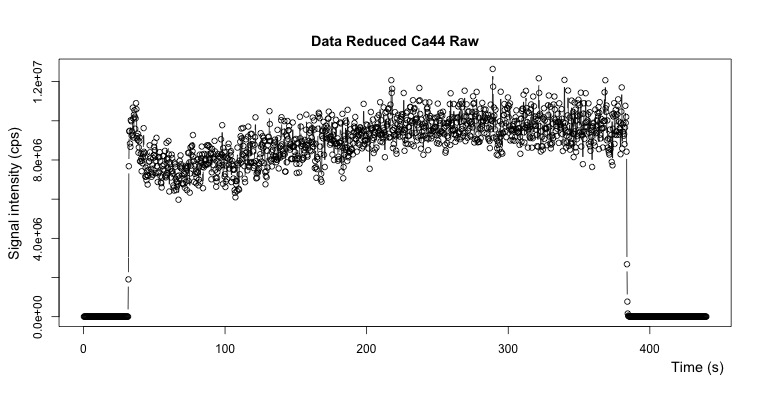 Data Reduced Ca44 Raw
Signal intensity (cps)
1.2e+07
8.0e+06
4.0e+06
0.0e+00
0 100 200 300 400
Time (s)